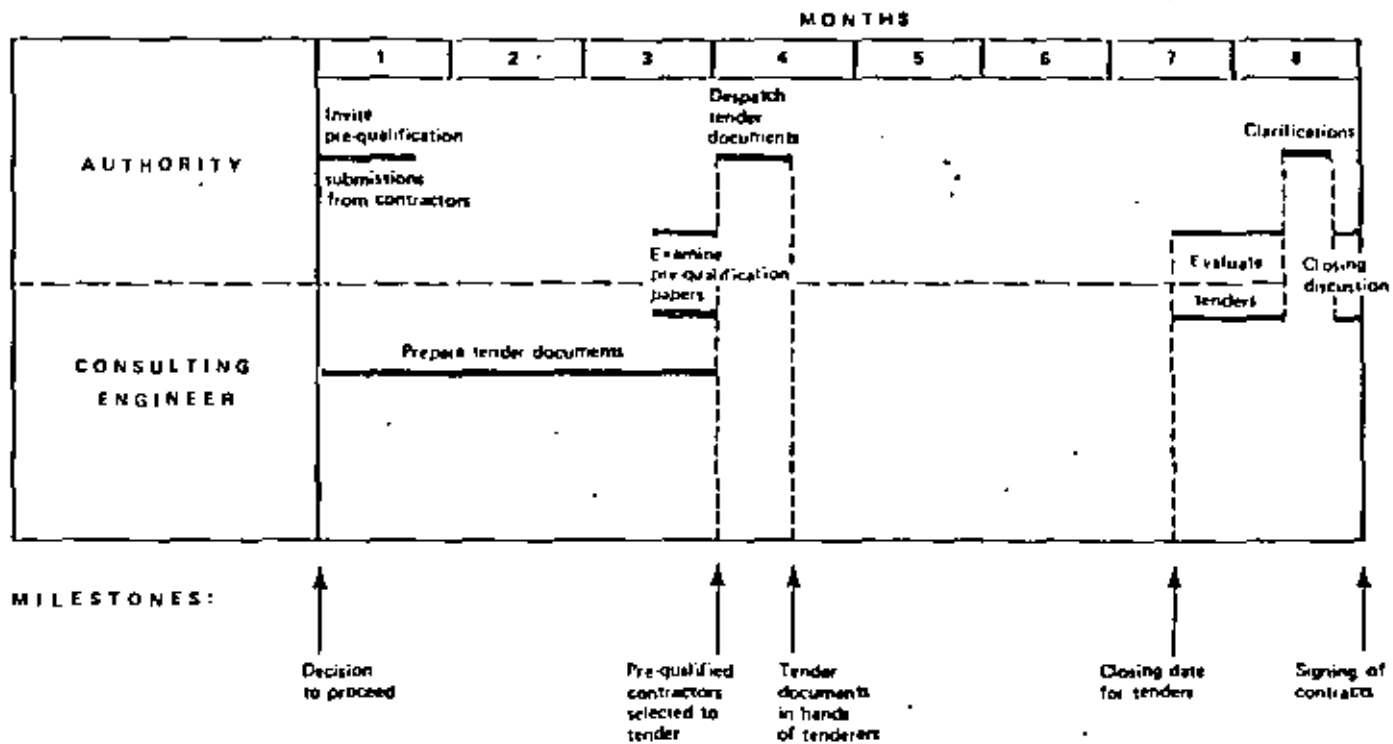 MONTHS
1 2 3 4 5 6 7 8
AUTHORITY
Invite
pre-qualification
submissions
from contractors
Despatch
tender
documents
Clarifications
Examine
pre-qualification
papers
Evaluate
tenders
Closing
discussion
CONSULTING
ENGINEER
Prepare tender documents
MILESTONES:
Decision
to proceed
Pre-qualified
contractors
selected to
tender
Tender
documents
in hands
of tenderers
Closing date
for tenders
Signing of
contracts